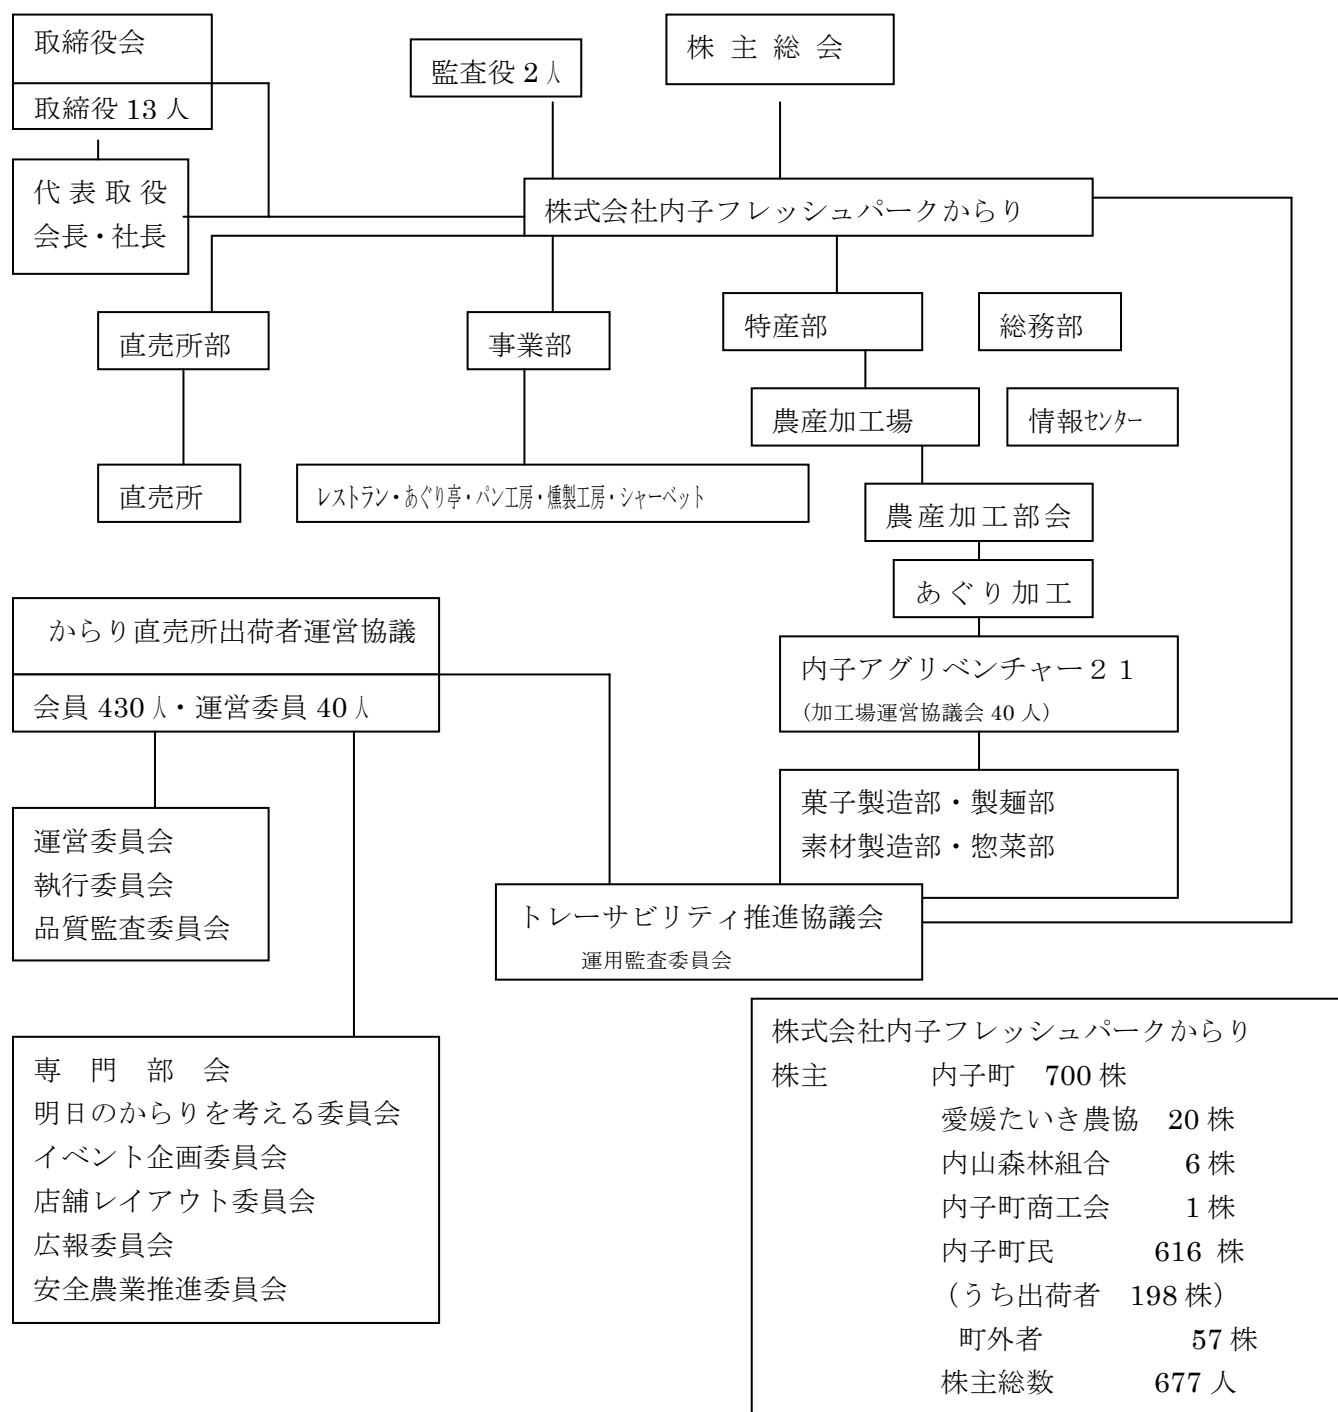 取締役会
取締役 13 人
監査役 2 人
株 主 総 会
代 表 取 役
会長・社長
株式会社内子フレッシュパークからり
直売所部
事業部
特産部
総務部
農産加工場
情報センター
直売所
レストラン・あぐり亭・パン工房・燻製工房・シャーベット
農産加工部会
あぐり加工
からり直売所出荷者運営協議
会員 430 人・運営委員 40 人
内子アグリベンチャー２１
(加工場運営協議会 40 人)
運営委員会
執行委員会
品質監査委員会
菓子製造部・製麺部
素材製造部・惣菜部
トレーサビリティ推進協議会
運用監査委員会
専 門 部 会
明日のからりを考える委員会
イベント企画委員会
店舗レイアウト委員会
広報委員会
安全農業推進委員会
株式会社内子フレッシュパークからり
株主 内子町 700 株
愛媛たいき農協 20 株
内山森林組合 6 株
内子町商工会 1 株
内子町民 616 株
（うち出荷者 198 株）
町外者 57 株
株主総数 677 人